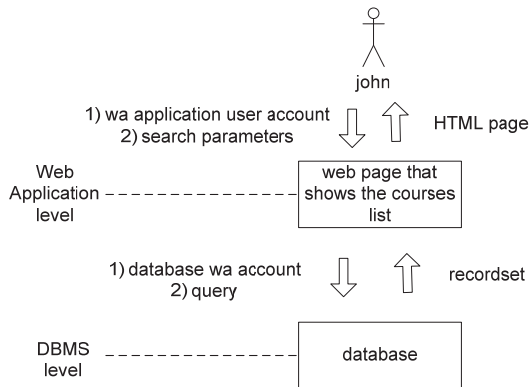 john
1) wa application user account
2) search parameters
HTML page
Web
Application
level
web page that
shows the courses
list
1) database wa account
2) query
recordset
DBMS
level
database